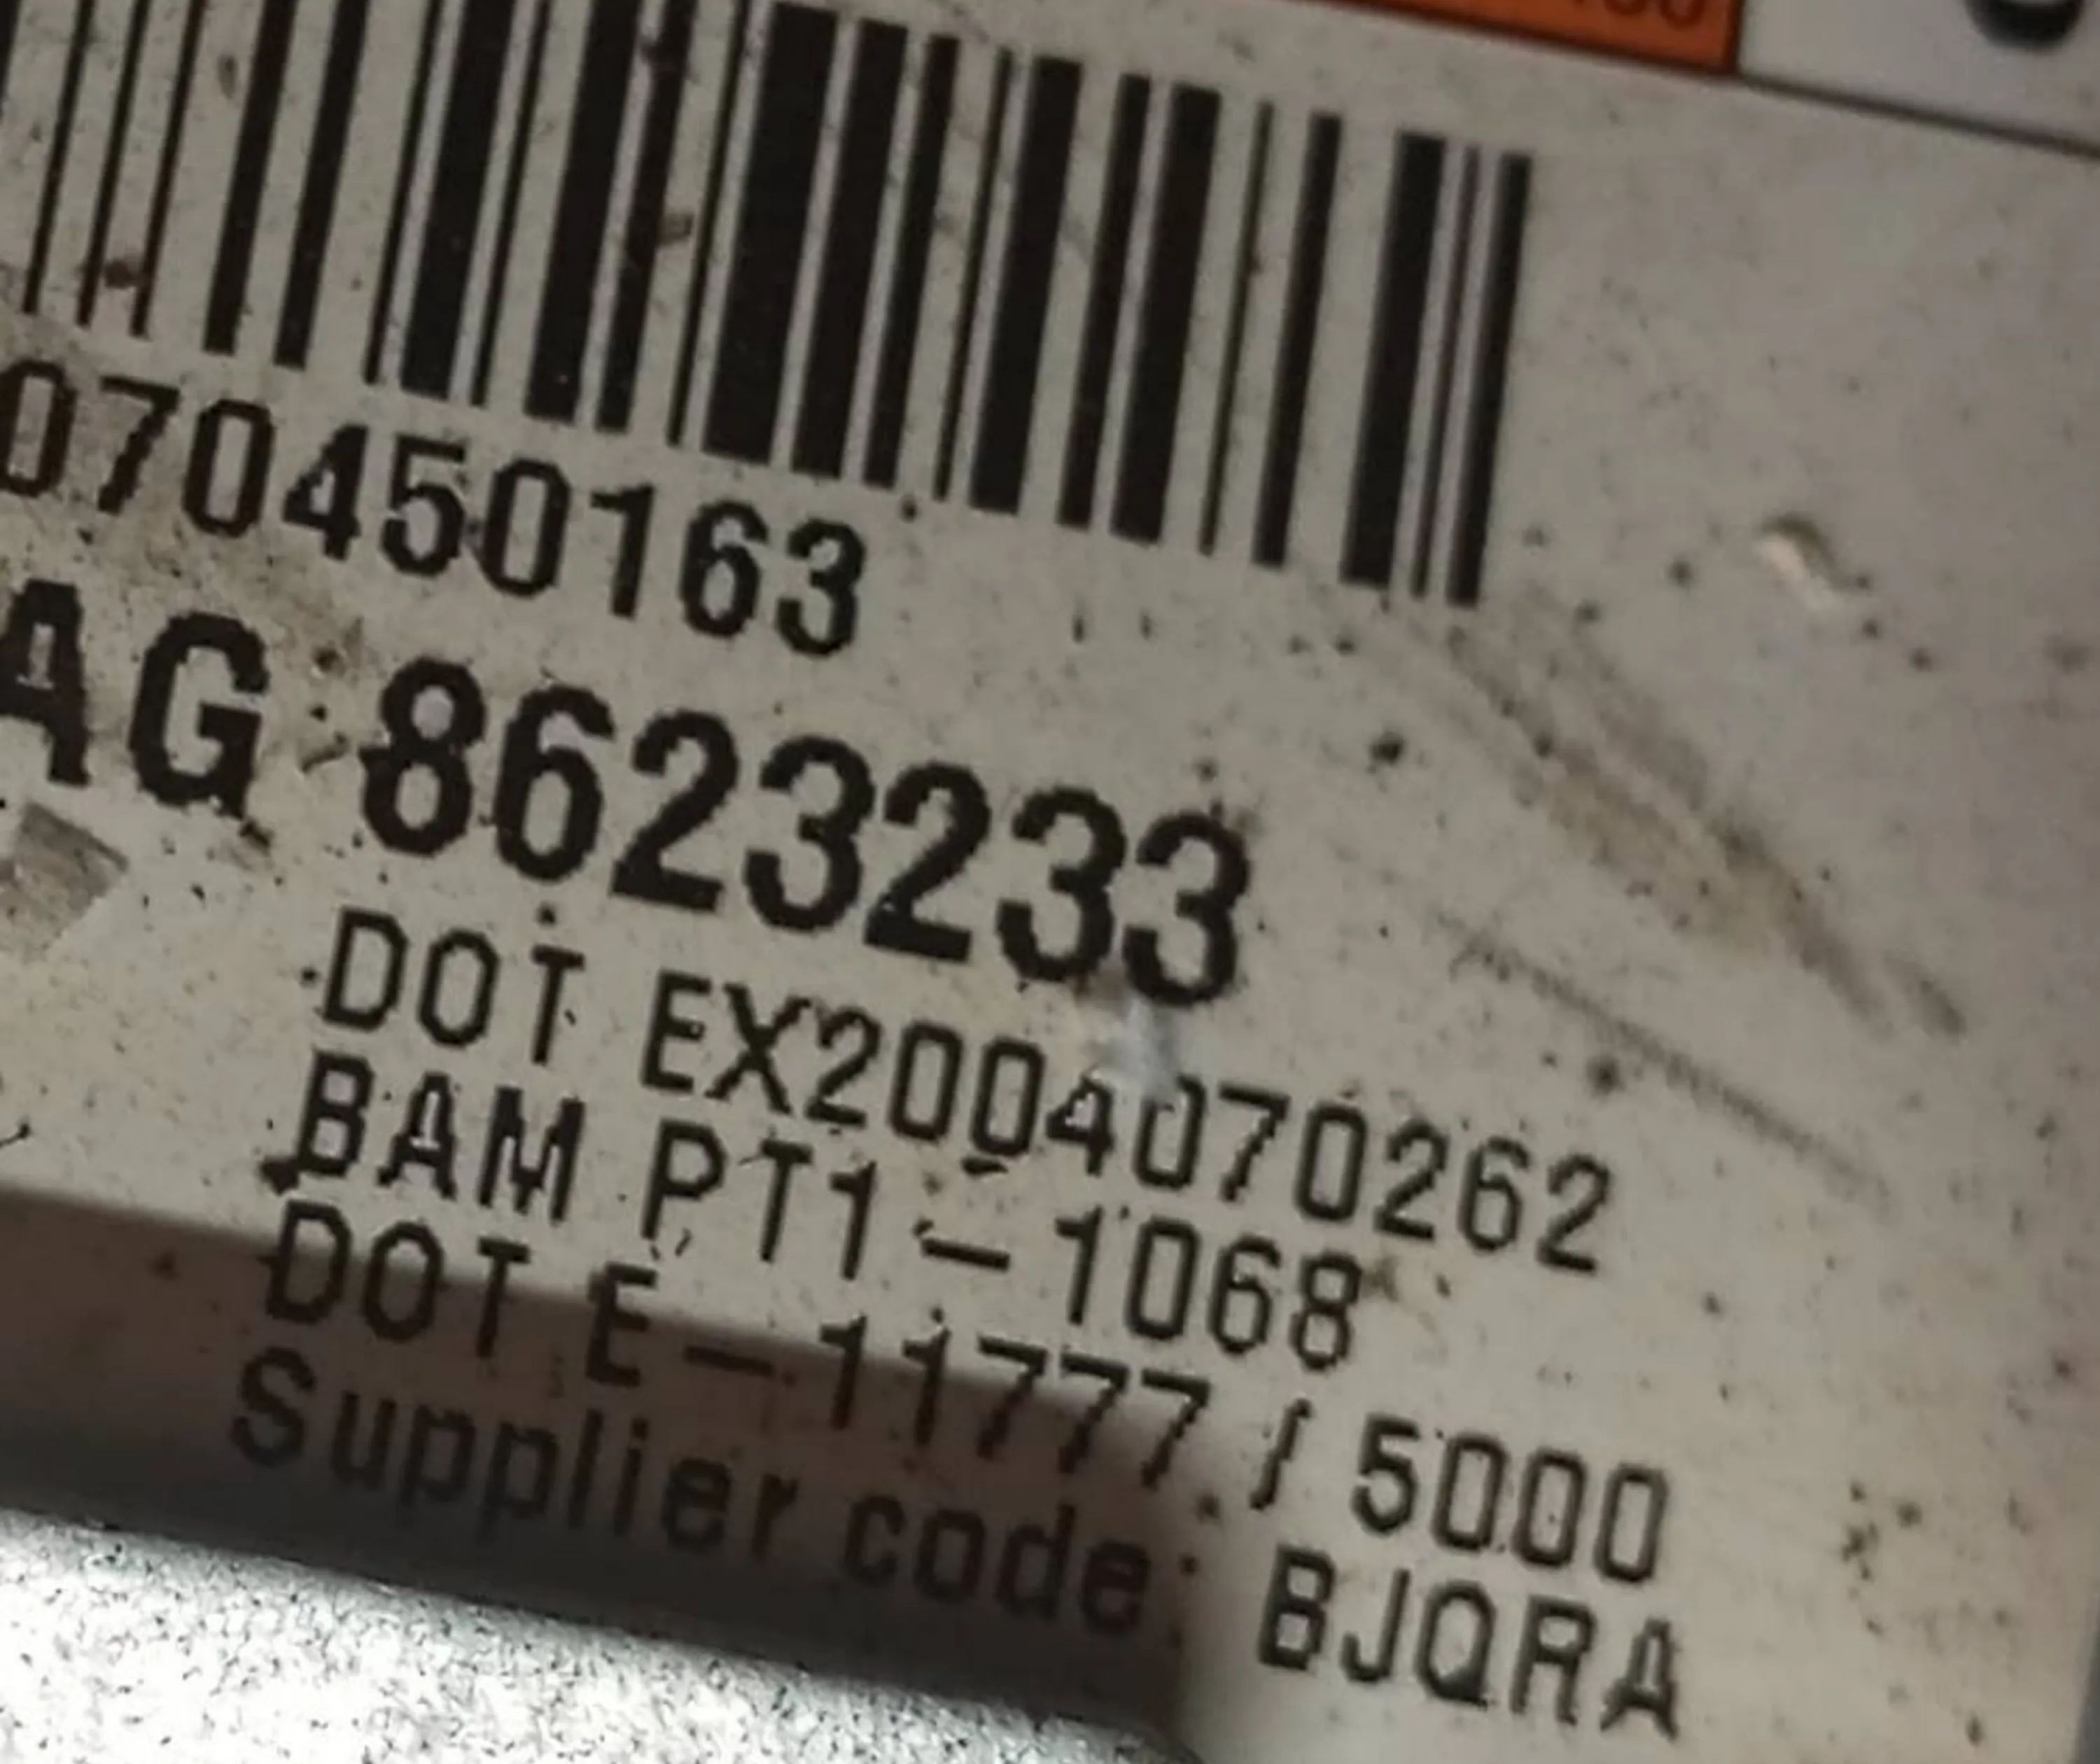 070450163
AG 8623233
DOT EX2004070262
BAM PT1-1068
DOT E-11777 / 5000
Supplier code: BJQRA